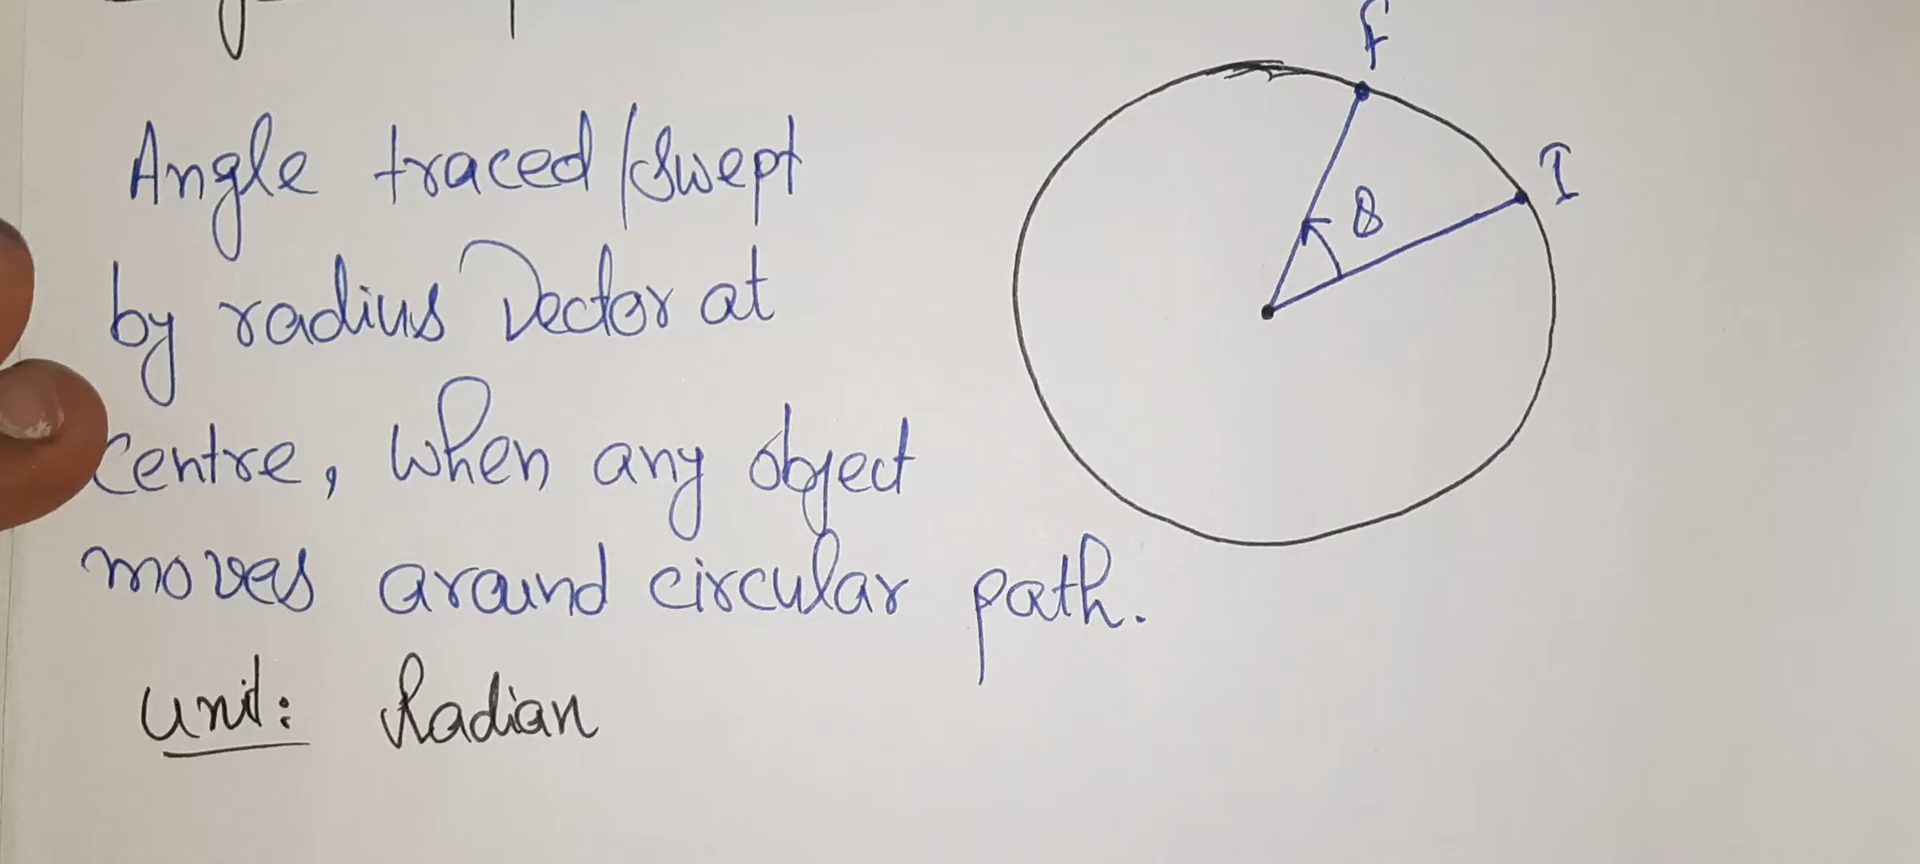 Angle traced/swept
by radius Vector at
Centre, when any object
moves around circular path.
Unit: Radian
f
I
θ